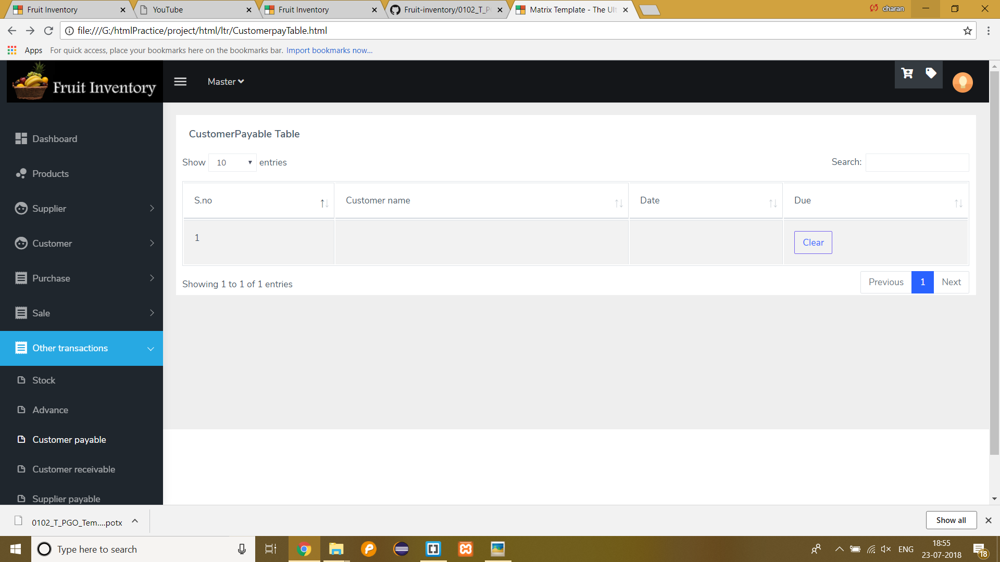 Fruit Inventory
YouTube
Fruit Inventory
Fruit-inventory/0102_T_P
Matrix Template - The Ult
charan
file:///G:/htmlPractice/project/html/ltr/CustomerpayTable.html
Apps For quick access, place your bookmarks here on the bookmarks bar. Import bookmarks now...
Fruit Inventory
Master
Dashboard
Products
Supplier
Customer
Purchase
Sale
Other transactions
Stock
Advance
Customer payable
Customer receivable
Supplier payable
CustomerPayable Table
Show 10 entries
Search:
S.no Customer name Date Due
1 Clear
Showing 1 to 1 of 1 entries
Previous 1 Next
0102_T_PGO_Tem....potx
Show all
Type here to search
ENG
18:55
23-07-2018
18